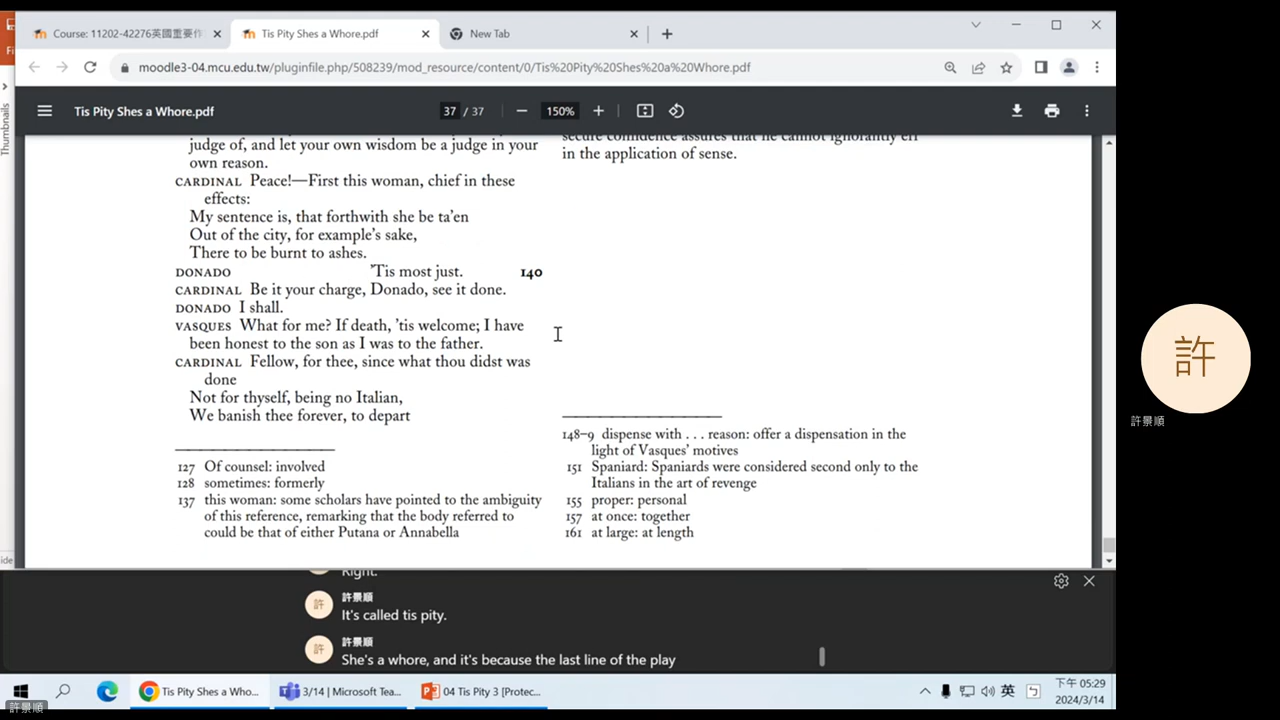 Course: 11202-42276英國重要作
Tis Pity Shes a Whore.pdf
New Tab
moodle3-04.mcu.edu.tw/pluginfile.php/508239/mod_resource/content/0/Tis%20Pity%20Shes%20a%20Whore.pdf
Tis Pity Shes a Whore.pdf
37 / 37
150%
Thumbnails
judge of, and let your own wisdom be a judge in your
own reason.
CARDINAL Peace!—First this woman, chief in these
effects:
My sentence is, that forthwith she be ta'en
Out of the city, for example's sake,
There to be burnt to ashes.
DONADO 'Tis most just. 140
CARDINAL Be it your charge, Donado, see it done.
DONADO I shall.
VASQUES What for me? If death, 'tis welcome; I have
been honest to the son as I was to the father.
CARDINAL Fellow, for thee, since what thou didst was
done
Not for thyself, being no Italian,
We banish thee forever, to depart
127 Of counsel: involved
128 sometimes: formerly
137 this woman: some scholars have pointed to the ambiguity
of this reference, remarking that the body referred to
could be that of either Putana or Annabella
secure confidence assures that he cannot ignorantly err
in the application of sense.
148–9 dispense with . . . reason: offer a dispensation in the
light of Vasques' motives
151 Spaniard: Spaniards were considered second only to the
Italians in the art of revenge
155 proper: personal
157 at once: together
161 at large: at length
許
許景順
Right.
許 許景順
It's called tis pity.
許 許景順
She's a whore, and it's because the last line of the play
Tis Pity Shes a Who...
3/14 | Microsoft Tea...
04 Tis Pity 3 [Protec...
英
下午 05:29
2024/3/14
許景順